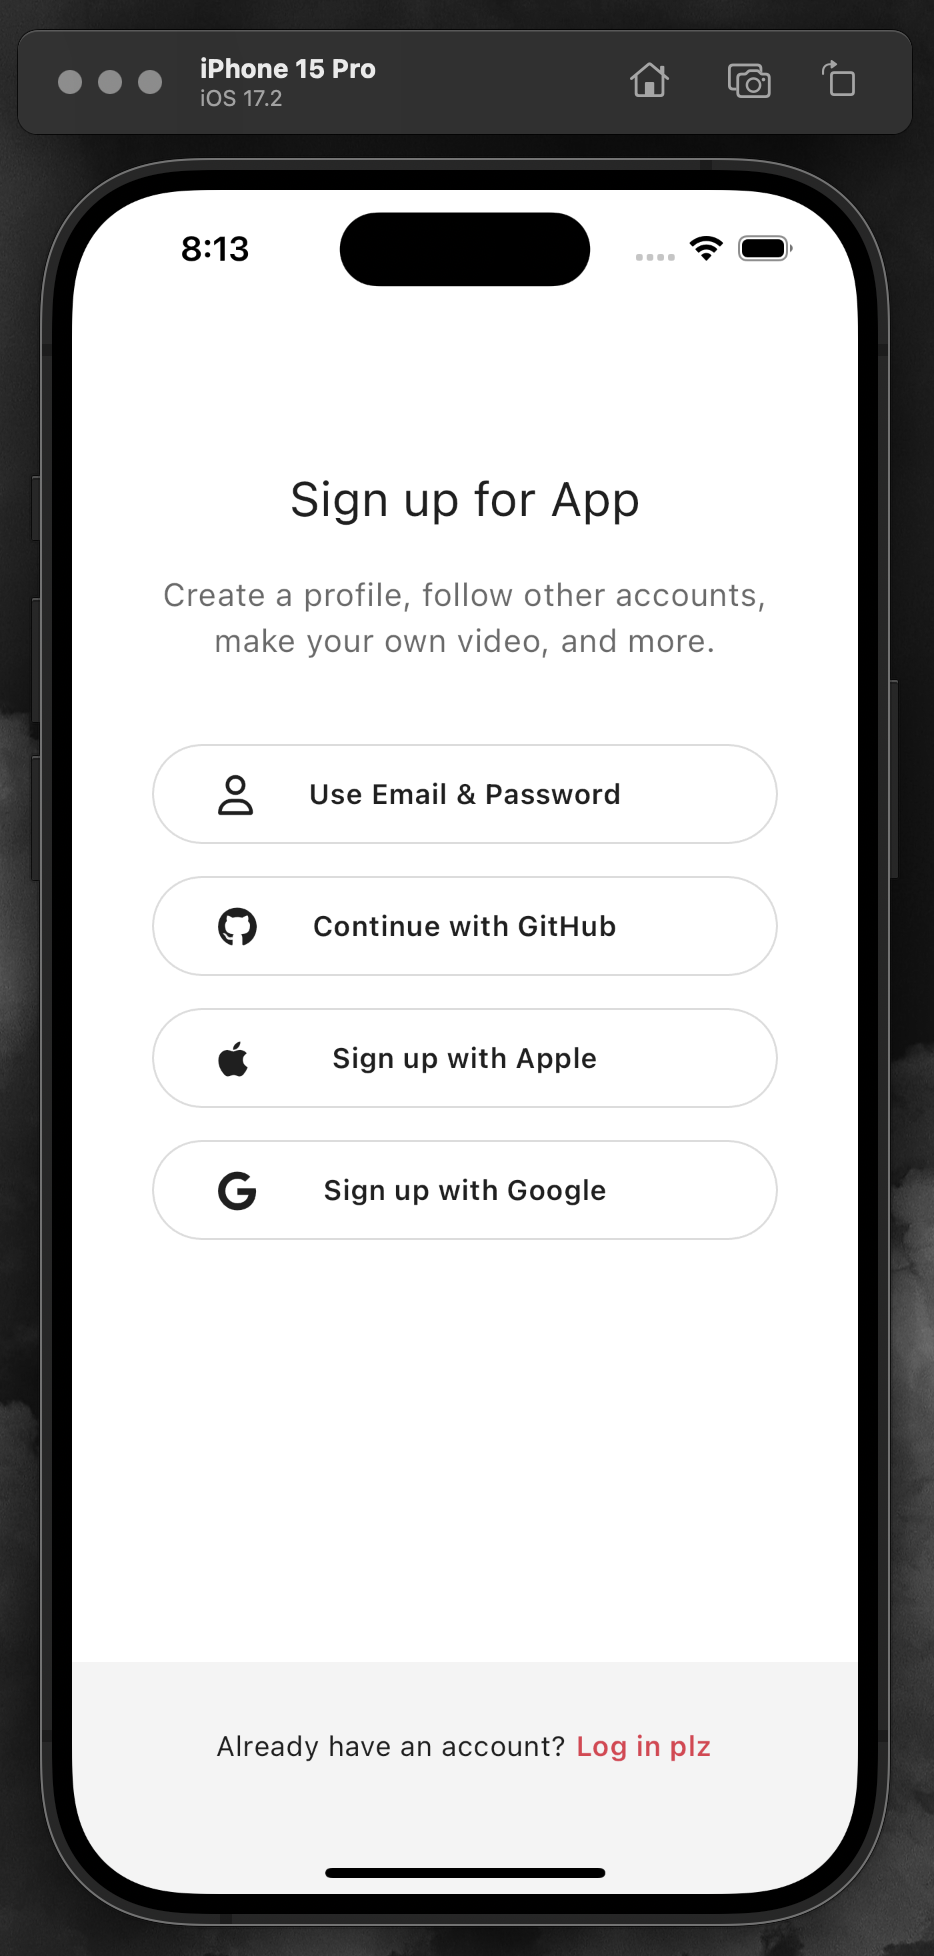 iPhone 15 Pro
iOS 17.2
8:13
Sign up for App
Create a profile, follow other accounts,
make your own video, and more.
Use Email & Password
Continue with GitHub
Sign up with Apple
Sign up with Google
Already have an account? Log in plz